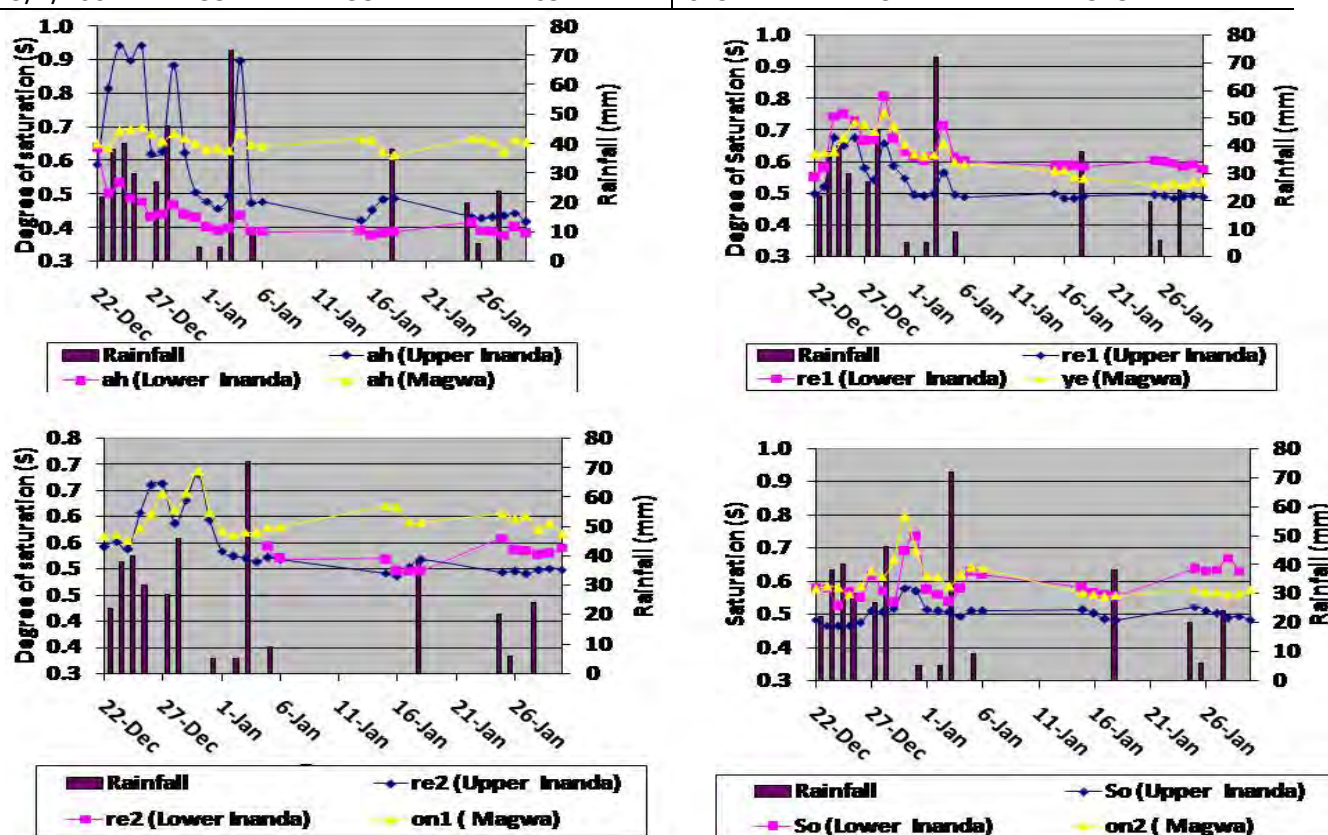 Degree of saturation (S)
1.0
0.9
0.8
0.7
0.6
0.5
0.4
0.3
80
70
60
50
40
30
20
10
0
Rainfall (mm)
22-Dec
27-Dec
1-Jan
6-Jan
11-Jan
16-Jan
21-Jan
26-Jan
Rainfall
ah (Upper Inanda)
ah (Lower Inanda)
ah (Magwa)
Degree of Saturation (S)
1.0
0.9
0.8
0.7
0.6
0.5
0.4
0.3
80
70
60
50
40
30
20
10
0
Rainfall (mm)
22-Dec
27-Dec
1-Jan
6-Jan
11-Jan
16-Jan
21-Jan
26-Jan
Rainfall
re1 (Upper Inanda)
re1 (Lower Inanda)
ye (Magwa)
Degree of saturation (S)
0.8
0.7
0.7
0.6
0.6
0.5
0.5
0.4
0.4
0.3
80
70
60
50
40
30
20
10
0
Rainfall (mm)
22-Dec
27-Dec
1-Jan
6-Jan
11-Jan
16-Jan
21-Jan
26-Jan
Rainfall
re2 (Upper Inanda)
re2 (Lower Inanda)
on1 ( Magwa)
Saturation (S)
1.0
0.9
0.8
0.7
0.6
0.5
0.4
0.3
80
70
60
50
40
30
20
10
0
Rainfall (mm)
22-Dec
27-Dec
1-Jan
6-Jan
11-Jan
16-Jan
21-Jan
26-Jan
Rainfall
So (Upper Inanda)
So (Lower Inanda)
on2 ( Magwa)